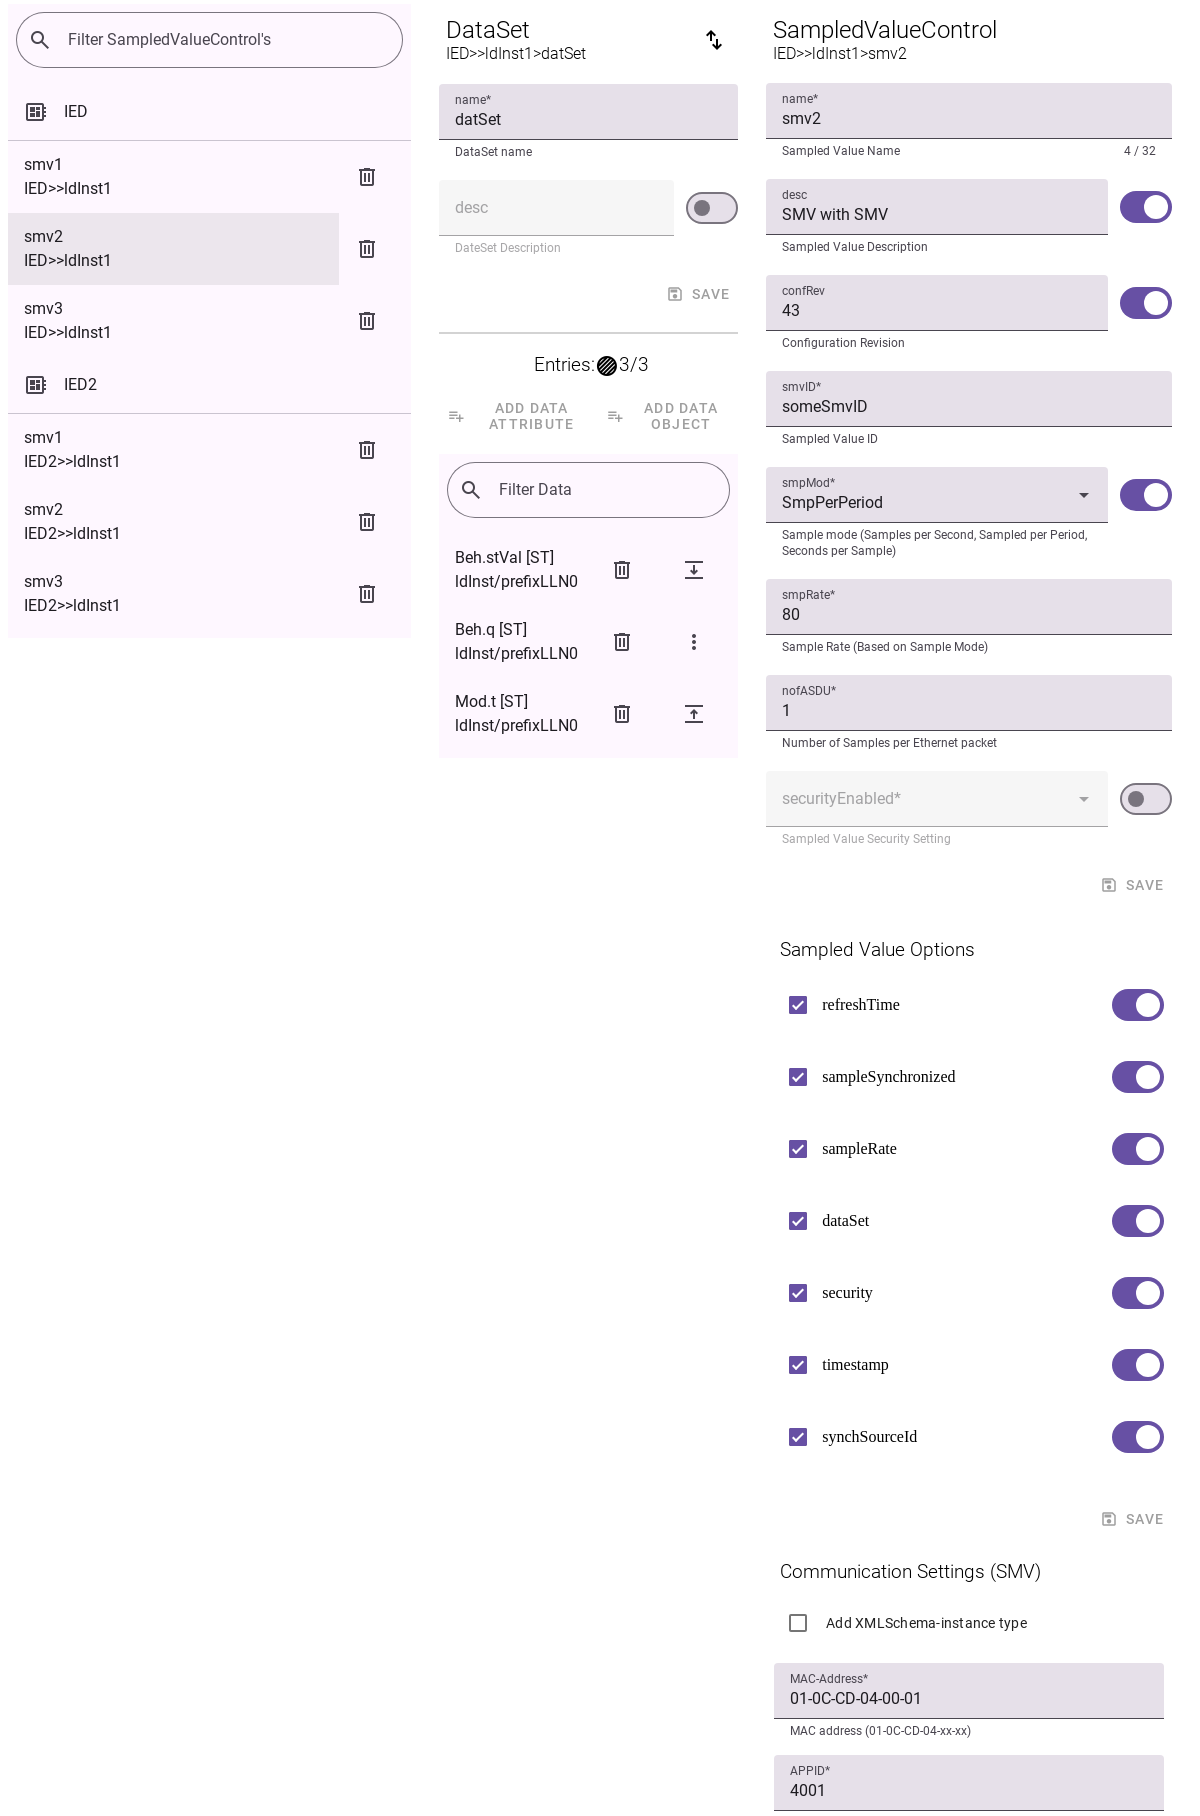 Filter SampledValueControl's
IED
smv1
IED>>ldInst1
smv2
IED>>ldInst1
smv3
IED>>ldInst1
IED2
smv1
IED2>>ldInst1
smv2
IED2>>ldInst1
smv3
IED2>>ldInst1
DataSet
IED>>ldInst1>datSet
name*
datSet
DataSet name
desc
DateSet Description
SAVE
Entries: 3/3
ADD DATA
ATTRIBUTE
ADD DATA
OBJECT
Filter Data
Beh.stVal [ST]
ldInst/prefixLLN0
Beh.q [ST]
ldInst/prefixLLN0
Mod.t [ST]
ldInst/prefixLLN0
SampledValueControl
IED>>ldInst1>smv2
name*
smv2
Sampled Value Name 4 / 32
desc
SMV with SMV
Sampled Value Description
confRev
43
Configuration Revision
smvID*
someSmvID
Sampled Value ID
smpMod*
SmpPerPeriod
Sample mode (Samples per Second, Sampled per Period,
Seconds per Sample)
smpRate*
80
Sample Rate (Based on Sample Mode)
nofASDU*
1
Number of Samples per Ethernet packet
securityEnabled*
Sampled Value Security Setting
SAVE
Sampled Value Options
refreshTime
sampleSynchronized
sampleRate
dataSet
security
timestamp
synchSourceId
SAVE
Communication Settings (SMV)
Add XMLSchema-instance type
MAC-Address*
01-0C-CD-04-00-01
MAC address (01-0C-CD-04-xx-xx)
APPID*
4001